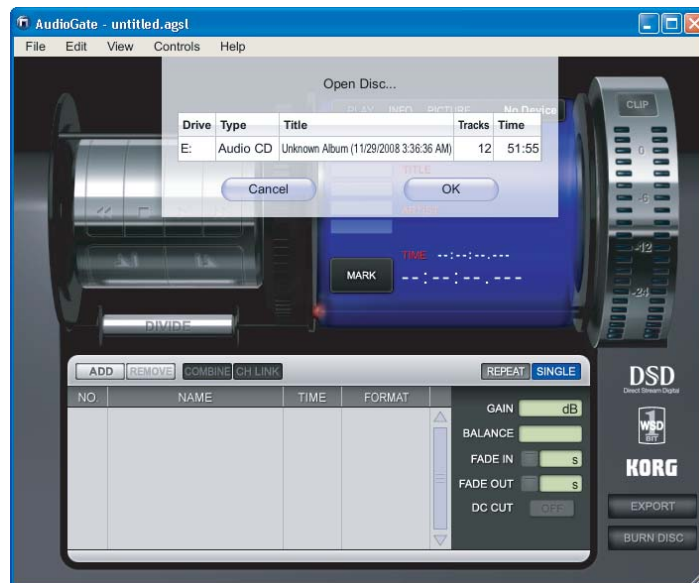 AudioGate - untitled.agsl
File Edit View Controls Help
Open Disc...
PLAY INFO PICTURE No Device
CLIP
Drive Type Title Tracks Time
E: Audio CD Unknown Album (11/29/2008 3:36:36 AM) 12 51:55
TITLE
Cancel OK
0
-6
-12
-24
TIME --:--:--.---
MARK --:--:--.---
DIVIDE
ADD REMOVE COMBINE CH LINK REPEAT SINGLE
NO. NAME TIME FORMAT
GAIN dB
BALANCE
FADE IN s
FADE OUT s
DC CUT OFF
DSD
Direct Stream Digital
1
WSD
BIT
KORG
EXPORT
BURN DISC